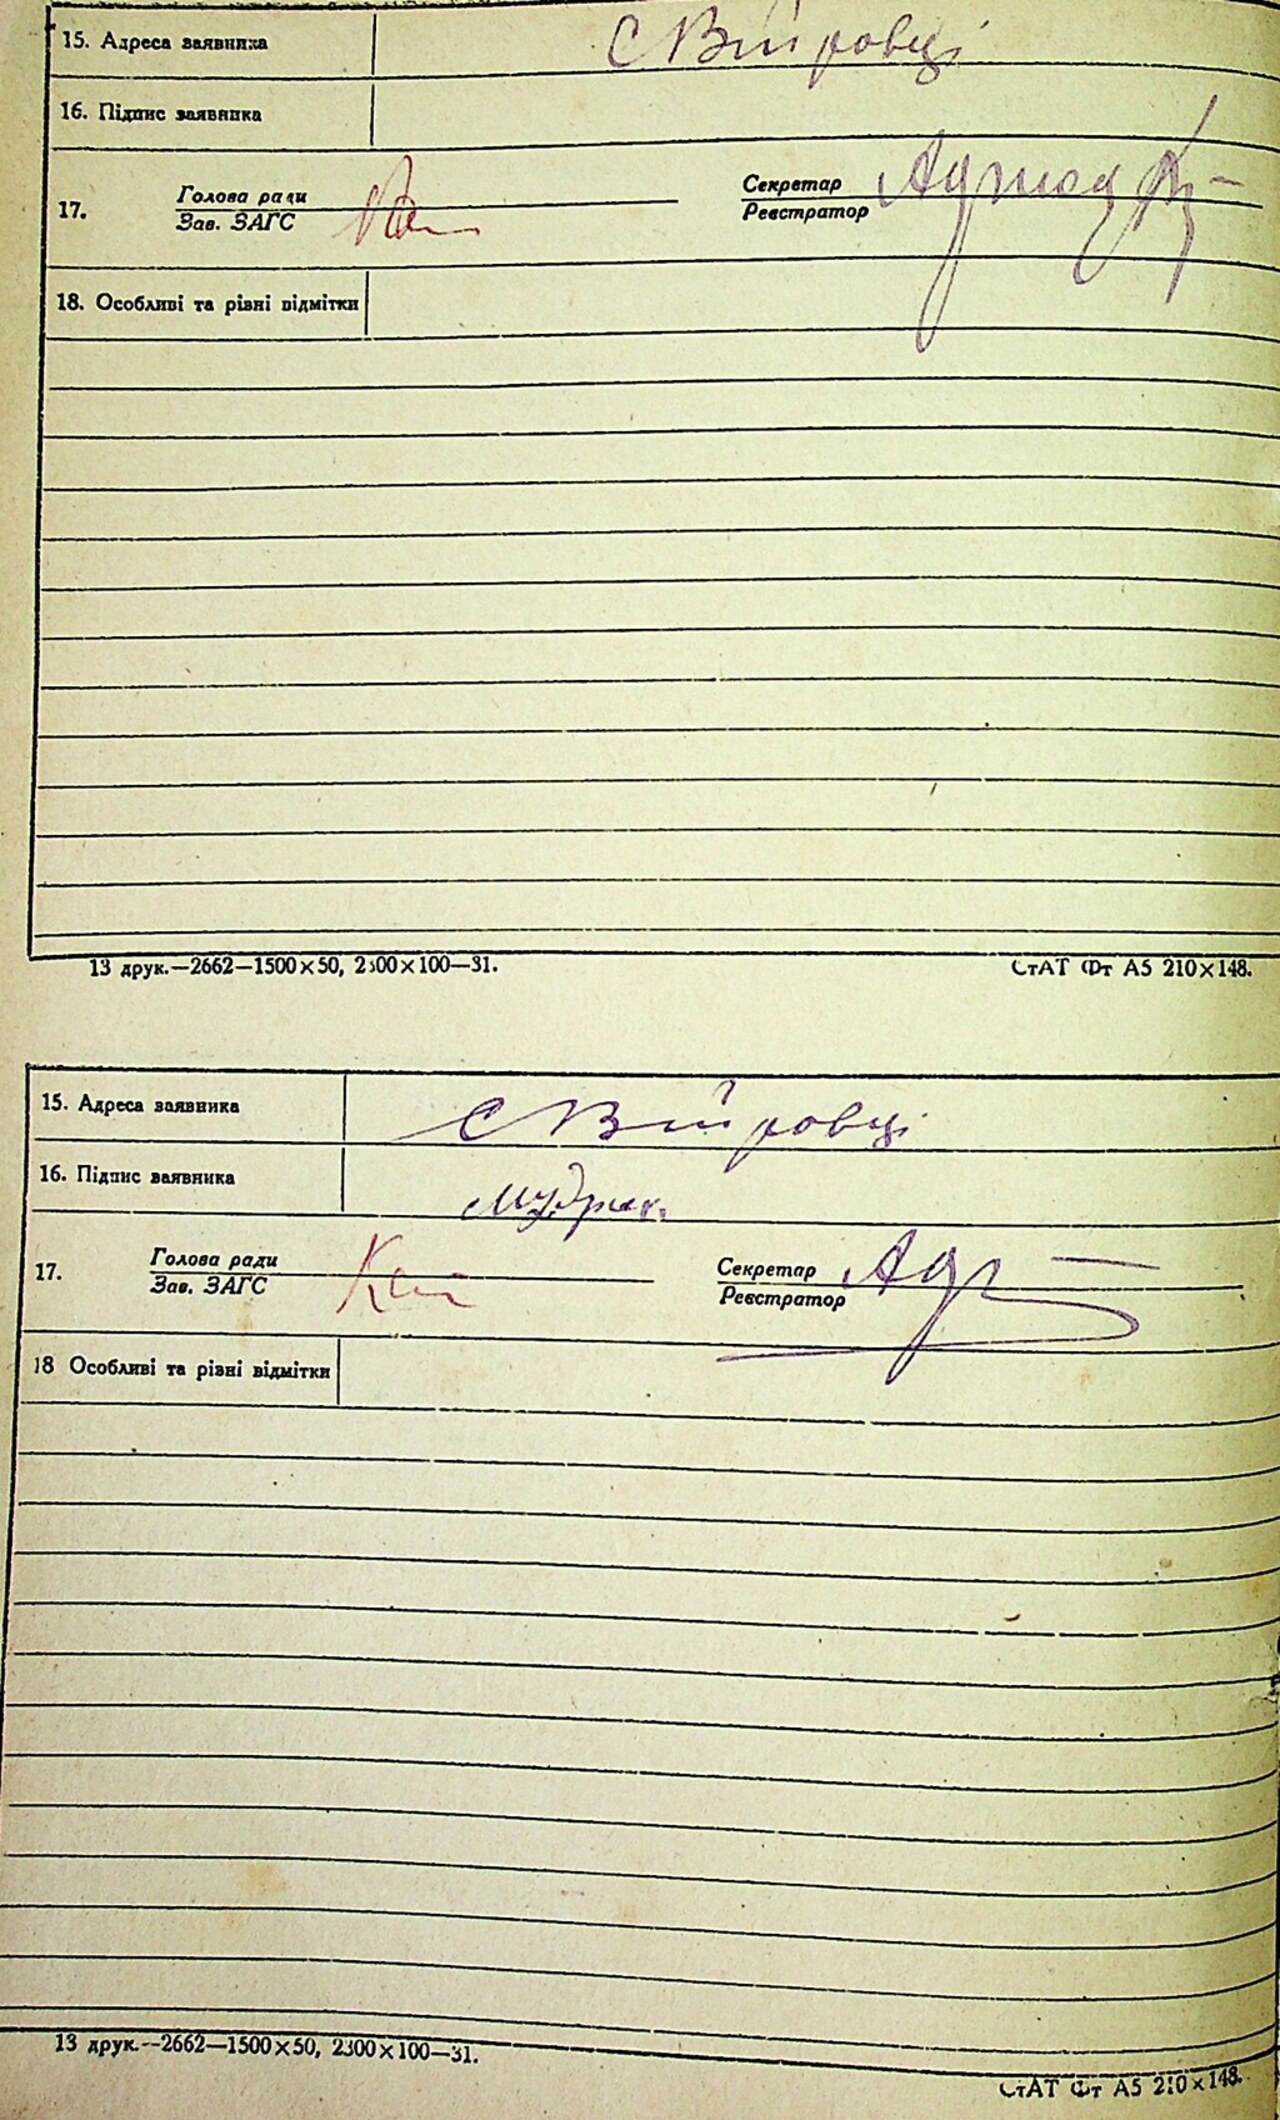 15. Адреса заявника С Вітровці
16. Підпис заявника
17. Голова ради Секретар
Зав. ЗАГС Реєстратор
18. Особливі та різні відмітки
13 друк.—2662—1500×50, 2300×100—31. СтАТ Фт А5 210×148.
15. Адреса заявника С Вітровці
16. Підпис заявника
17. Голова ради Секретар
Зав. ЗАГС Реєстратор
18 Особливі та різні відмітки
13 друк.—2662—1500×50, 2300×100—31.
СтАТ Фт А5 210×148.